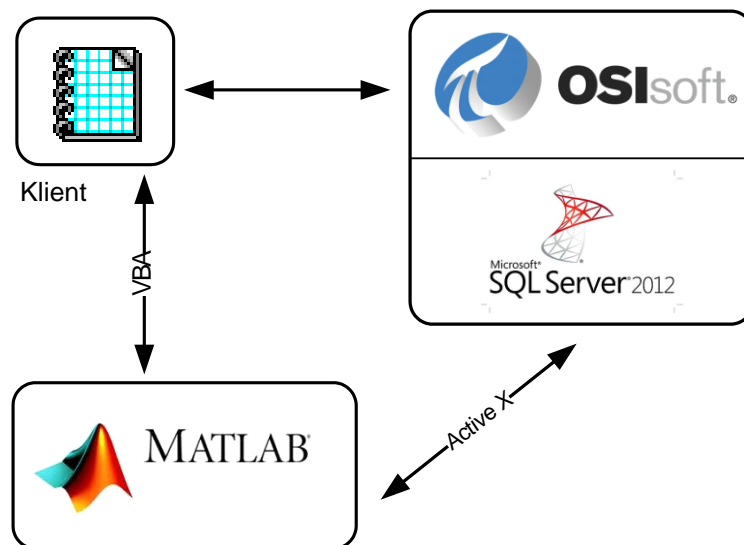 OSIsoft.®
Klient
Microsoft®
SQL Server® 2012
VBA
Active X
MATLAB®